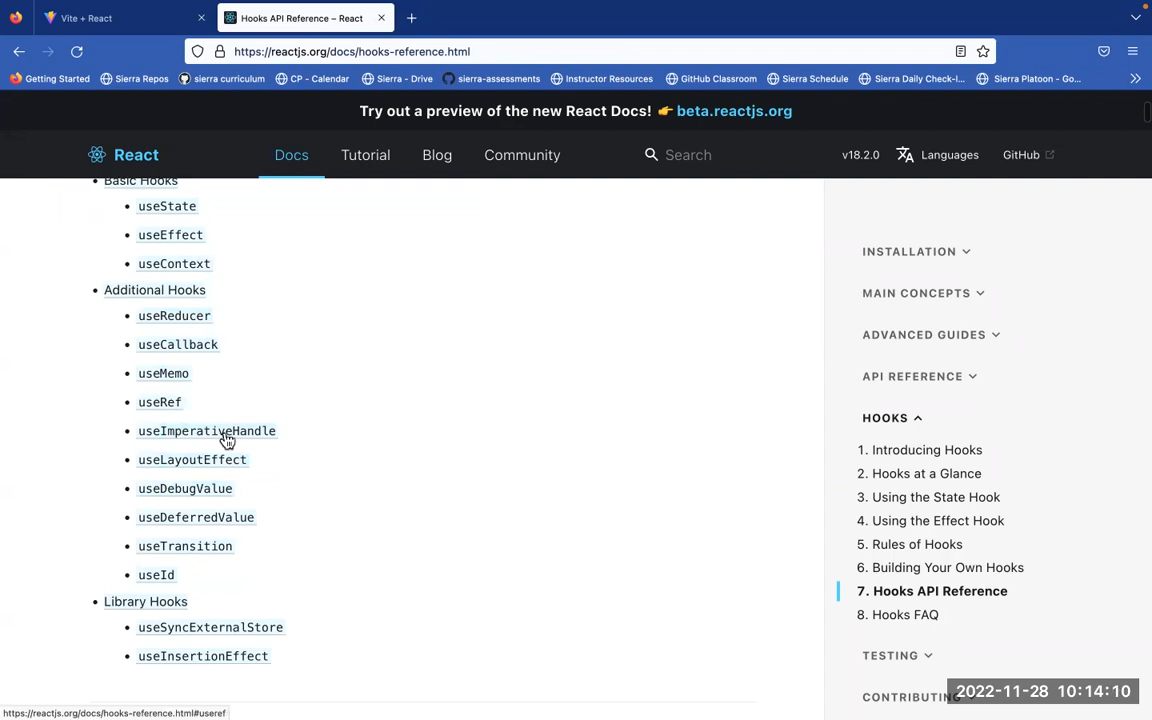 Vite + React
Hooks API Reference – React
https://reactjs.org/docs/hooks-reference.html
Getting Started
Sierra Repos
sierra curriculum
CP - Calendar
Sierra - Drive
sierra-assessments
Instructor Resources
GitHub Classroom
Sierra Schedule
Sierra Daily Check-I...
Sierra Platoon - Go...
Try out a preview of the new React Docs! 👉 beta.reactjs.org
React
Docs
Tutorial
Blog
Community
Search
v18.2.0
Languages
GitHub
Basic Hooks
useState
useEffect
useContext
Additional Hooks
useReducer
useCallback
useMemo
useRef
useImperativeHandle
useLayoutEffect
useDebugValue
useDeferredValue
useTransition
useId
Library Hooks
useSyncExternalStore
useInsertionEffect
INSTALLATION
MAIN CONCEPTS
ADVANCED GUIDES
API REFERENCE
HOOKS
1. Introducing Hooks
2. Hooks at a Glance
3. Using the State Hook
4. Using the Effect Hook
5. Rules of Hooks
6. Building Your Own Hooks
7. Hooks API Reference
8. Hooks FAQ
TESTING
CONTRIBUTING
2022-11-28 10:14:10
https://reactjs.org/docs/hooks-reference.html#useref